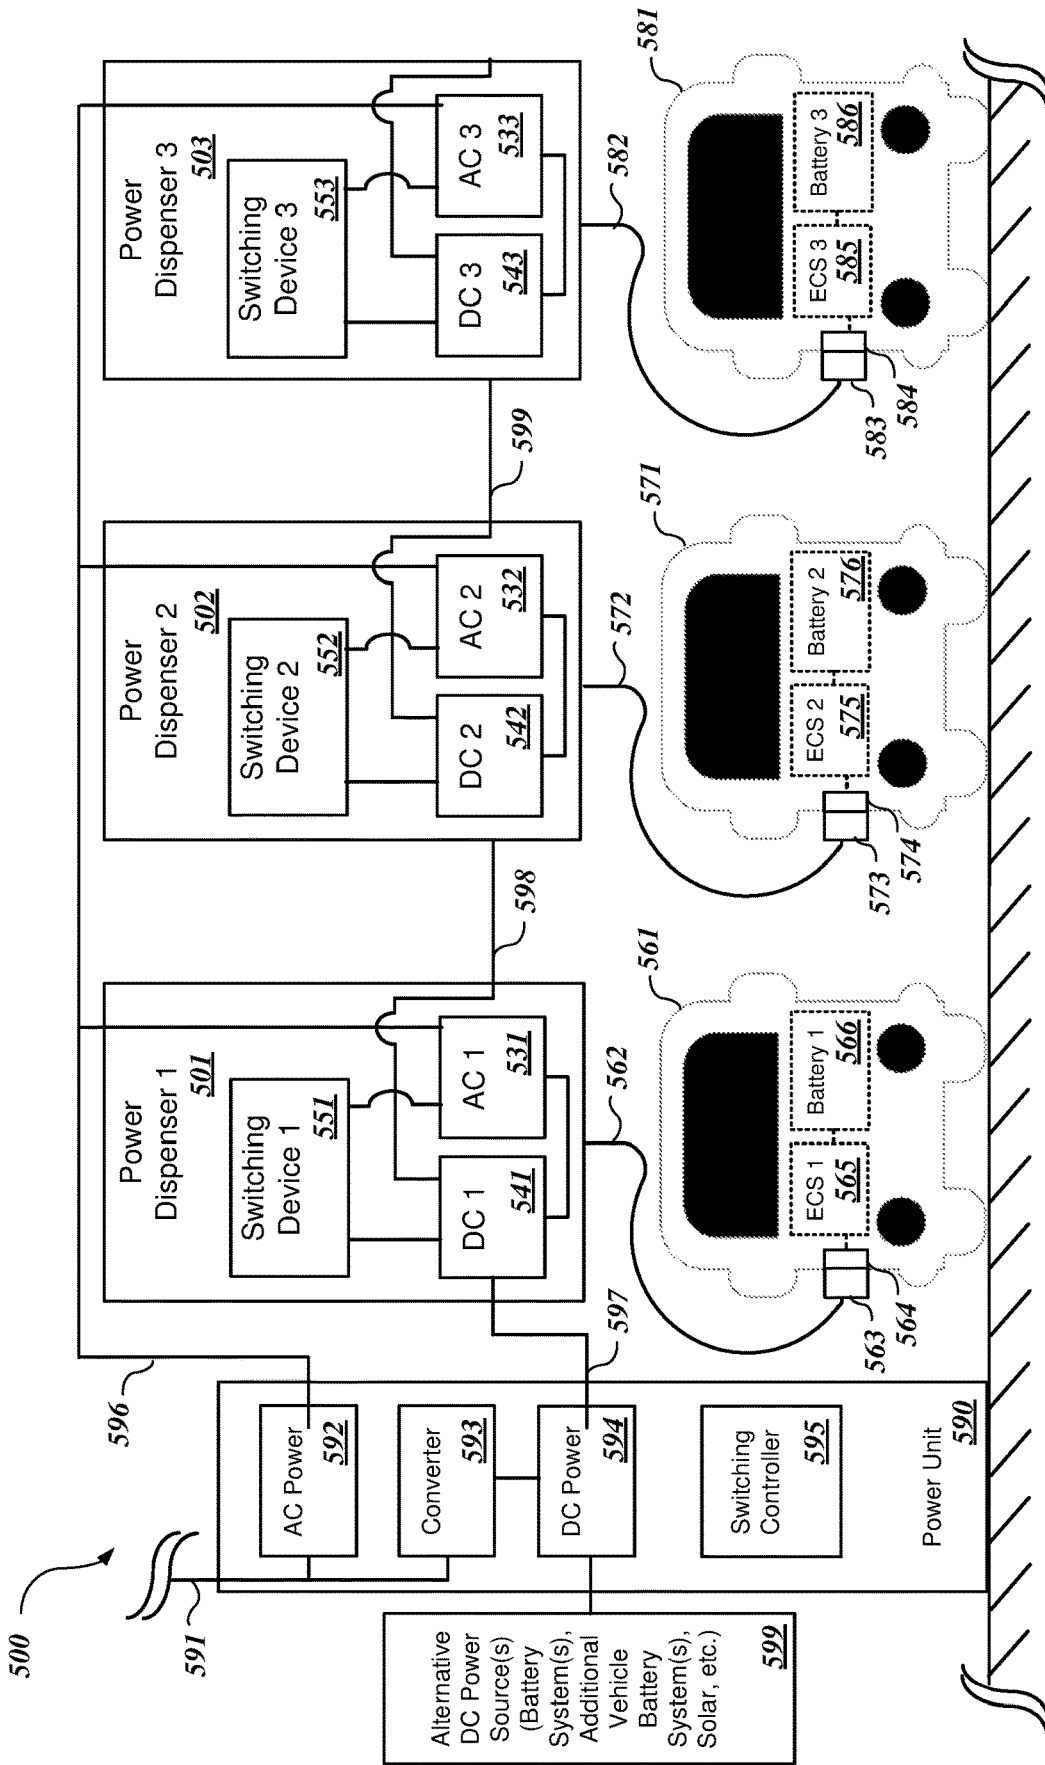 500
591
596
AC Power
592
Converter
593
DC Power
594
Switching
Controller
595
Power Unit
590
Alternative
DC Power
Source(s)
(Battery
System(s),
Additional
Vehicle
Battery
System(s),
Solar, etc.)
599
597
Power
Dispenser 1
501
Switching
Device 1
551
DC 1
541
AC 1
531
598
Power
Dispenser 2
502
Switching
Device 2
552
DC 2
542
AC 2
532
599
Power
Dispenser 3
503
Switching
Device 3
553
DC 3
543
AC 3
533
562
561
ECS 1
565
Battery 1
566
563
564
572
571
ECS 2
575
Battery 2
576
573
574
582
581
ECS 3
585
Battery 3
586
583
584